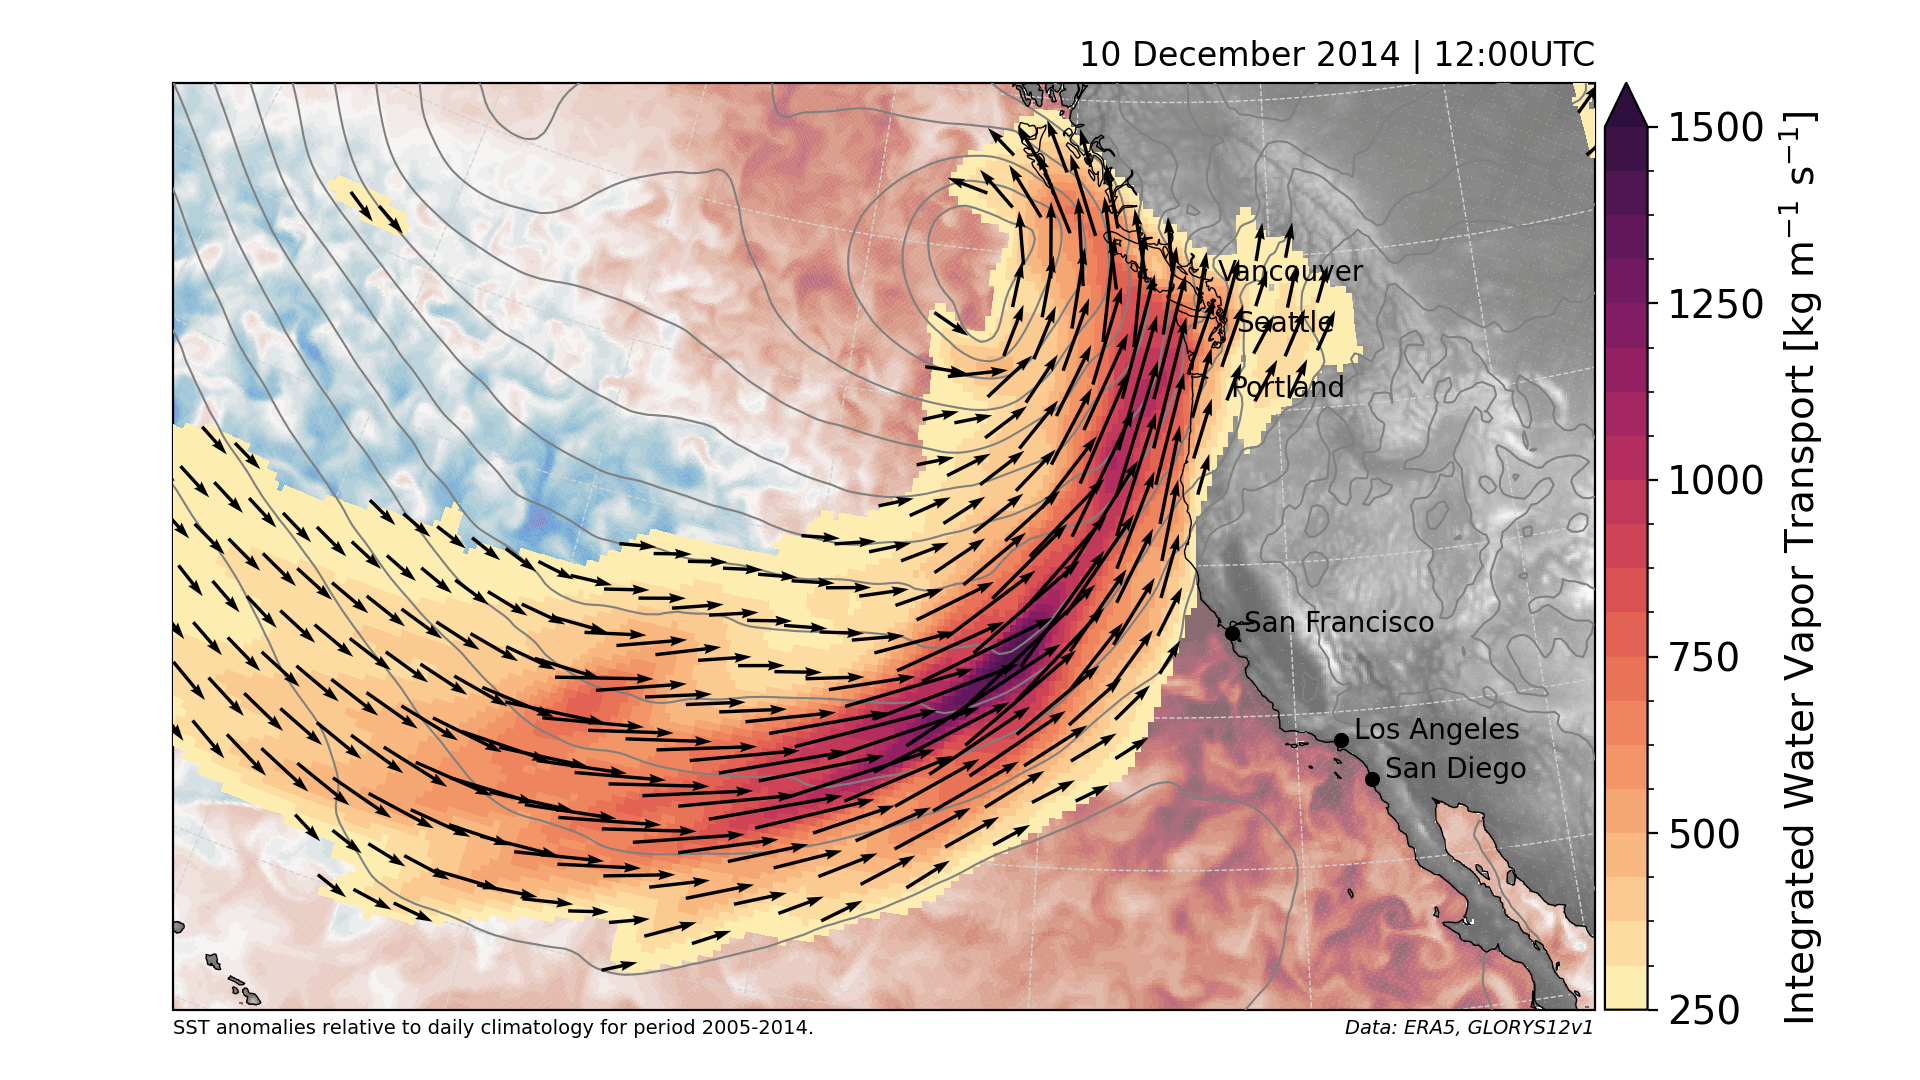 10 December 2014 | 12:00UTC
Vancouver
Seattle
Portland
San Francisco
Los Angeles
San Diego
1500
1250
1000
750
500
250
Integrated Water Vapor Transport [kg m⁻¹ s⁻¹]
SST anomalies relative to daily climatology for period 2005-2014.
Data: ERA5, GLORYS12v1